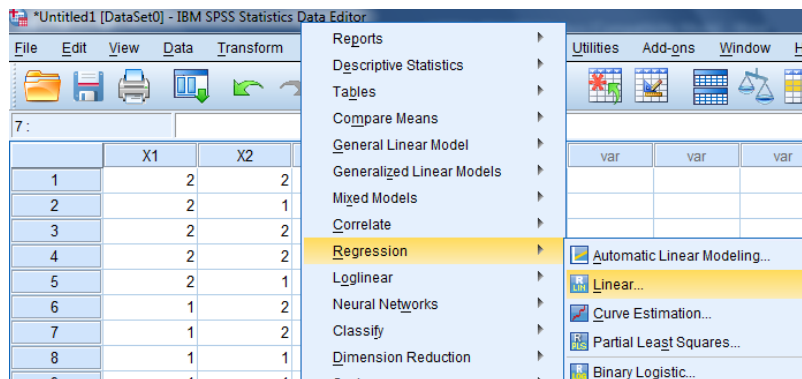 *Untitled1 [DataSet0] - IBM SPSS Statistics Data Editor
File Edit View Data Transform Utilities Add-ons Window
7 :
Reports
Descriptive Statistics
Tables
Compare Means
General Linear Model
Generalized Linear Models
Mixed Models
Correlate
Regression
Loglinear
Neural Networks
Classify
Dimension Reduction
X1 X2 var var var
1 2 2
2 2 1
3 2 2
4 2 2
5 2 1
6 1 2
7 1 2
8 1 1
Automatic Linear Modeling...
R LIN Linear...
Curve Estimation...
R PLS Partial Least Squares...
R LOG Binary Logistic...